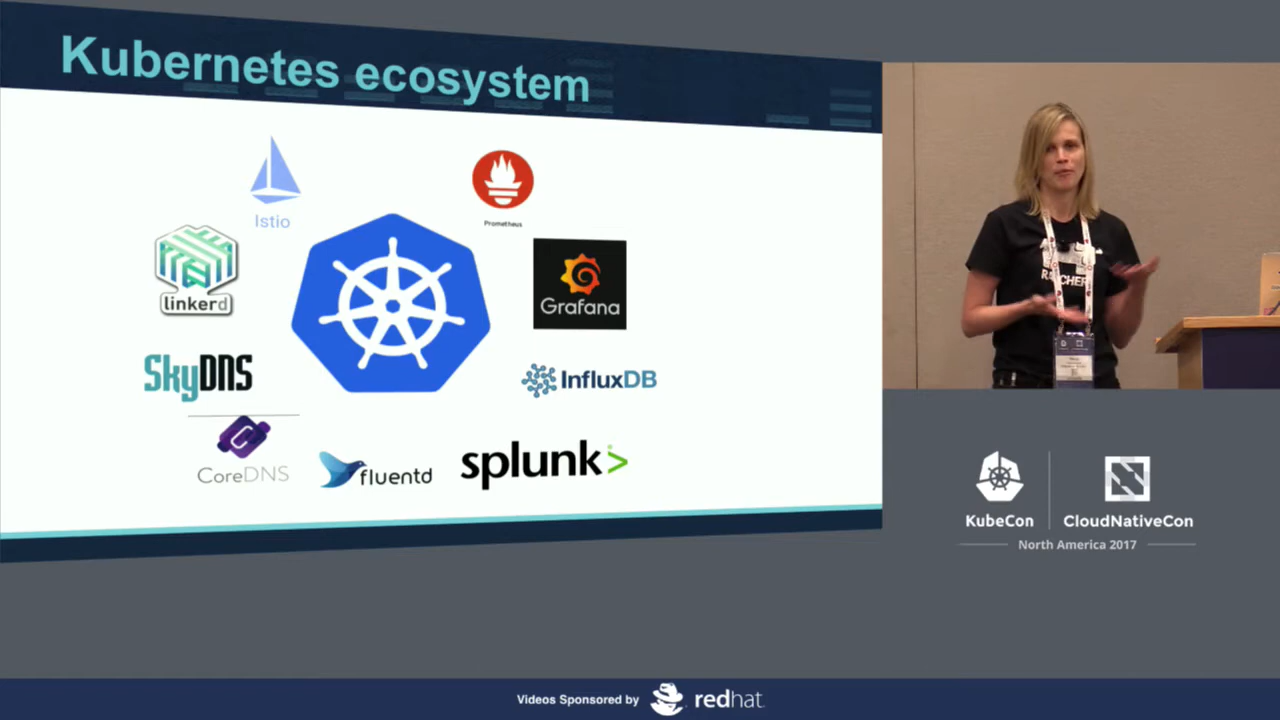 Kubernetes ecosystem
Istio
Prometheus
linkerd
Grafana
SkyDNS
InfluxDB
CoreDNS
fluentd
splunk>
KubeCon
CloudNativeCon
North America 2017
Videos Sponsored by
redhat